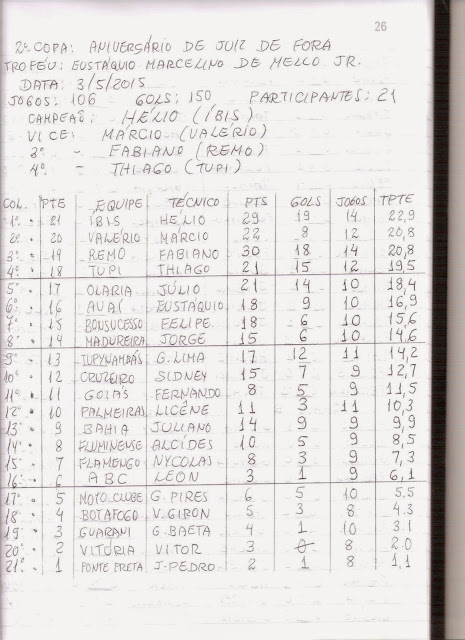 26
2ª COPA: ANIVERSÁRIO DE JUIZ DE FORA
TROFÉU: EUSTÁQUIO MARCELINO DE MELLO JR.
DATA: 3/5/2015
JOGOS: 106 GOLS: 150 PARTICIPANTES: 21
CAMPEÃO: HÉLIO (ÍBIS)
VICE: MÁRCIO (VALÉRIO)
3º - FABIANO (REMO)
4º - THIAGO (TUPI)
COL. PTE EQUIPE TÉCNICO PTS GOLS JOGOS TPTE
1º 21 ÍBIS HÉLIO 29 19 14 22,9
2º 20 VALÉRIO MÁRCIO 22 8 12 20,8
3º 19 REMO FABIANO 30 18 14 20,8
4º 18 TUPI THIAGO 21 15 12 19,5
5º 17 OLARIA JÚLIO 21 14 10 18,4
6º 16 AVAÍ EUSTÁQUIO 18 9 10 16,9
7º 15 BOUSUCESSO FELIPE 18 6 10 15,6
8º 14 MADUREIRA JORGE 15 6 10 14,6
9º 13 TUPYNAMBÁS G. LIMA 17 12 11 14,2
10º 12 CRUZEIRO SIDNEY 15 7 9 12,7
11º 11 GOIÁS FERNANDO 8 5 9 11,5
12º 10 PALMEIRAS LICÊNE 11 3 11 10,3
13º 9 BAHIA JULIANO 14 9 9 9,9
14º 8 FLUMINENSE ALCIDES 10 5 9 8,5
15º 7 FLAMENGO NYCOLAS 8 3 9 7,3
16º 6 ABC LÉON 3 1 9 6,1
17º 5 MOTO CLUBE G. PIRES 6 5 10 5.5
18º 4 BOTAFOGO V. GIRON 5 3 8 4.3
19º 3 GUARANI G. BAETA 4 1 10 3 1
20º 2 VITÓRIA VITOR 3 0 8 2.0
21º 1 PONTE PRETA J. PEDRO 2 1 8 1,1